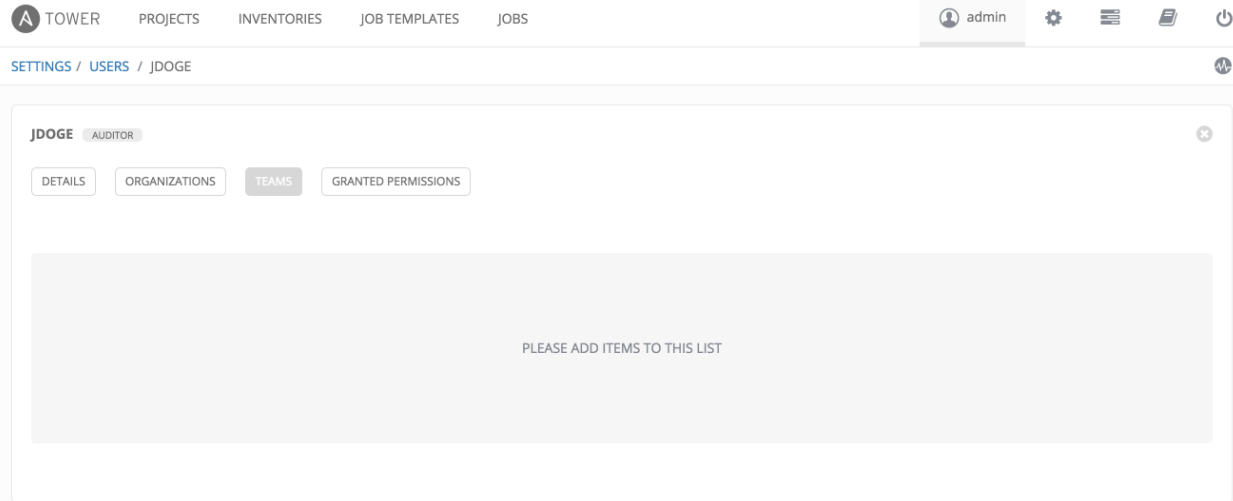 A TOWER PROJECTS INVENTORIES JOB TEMPLATES JOBS admin
SETTINGS / USERS / JDOGE
JDOGE AUDITOR
DETAILS ORGANIZATIONS TEAMS GRANTED PERMISSIONS
PLEASE ADD ITEMS TO THIS LIST